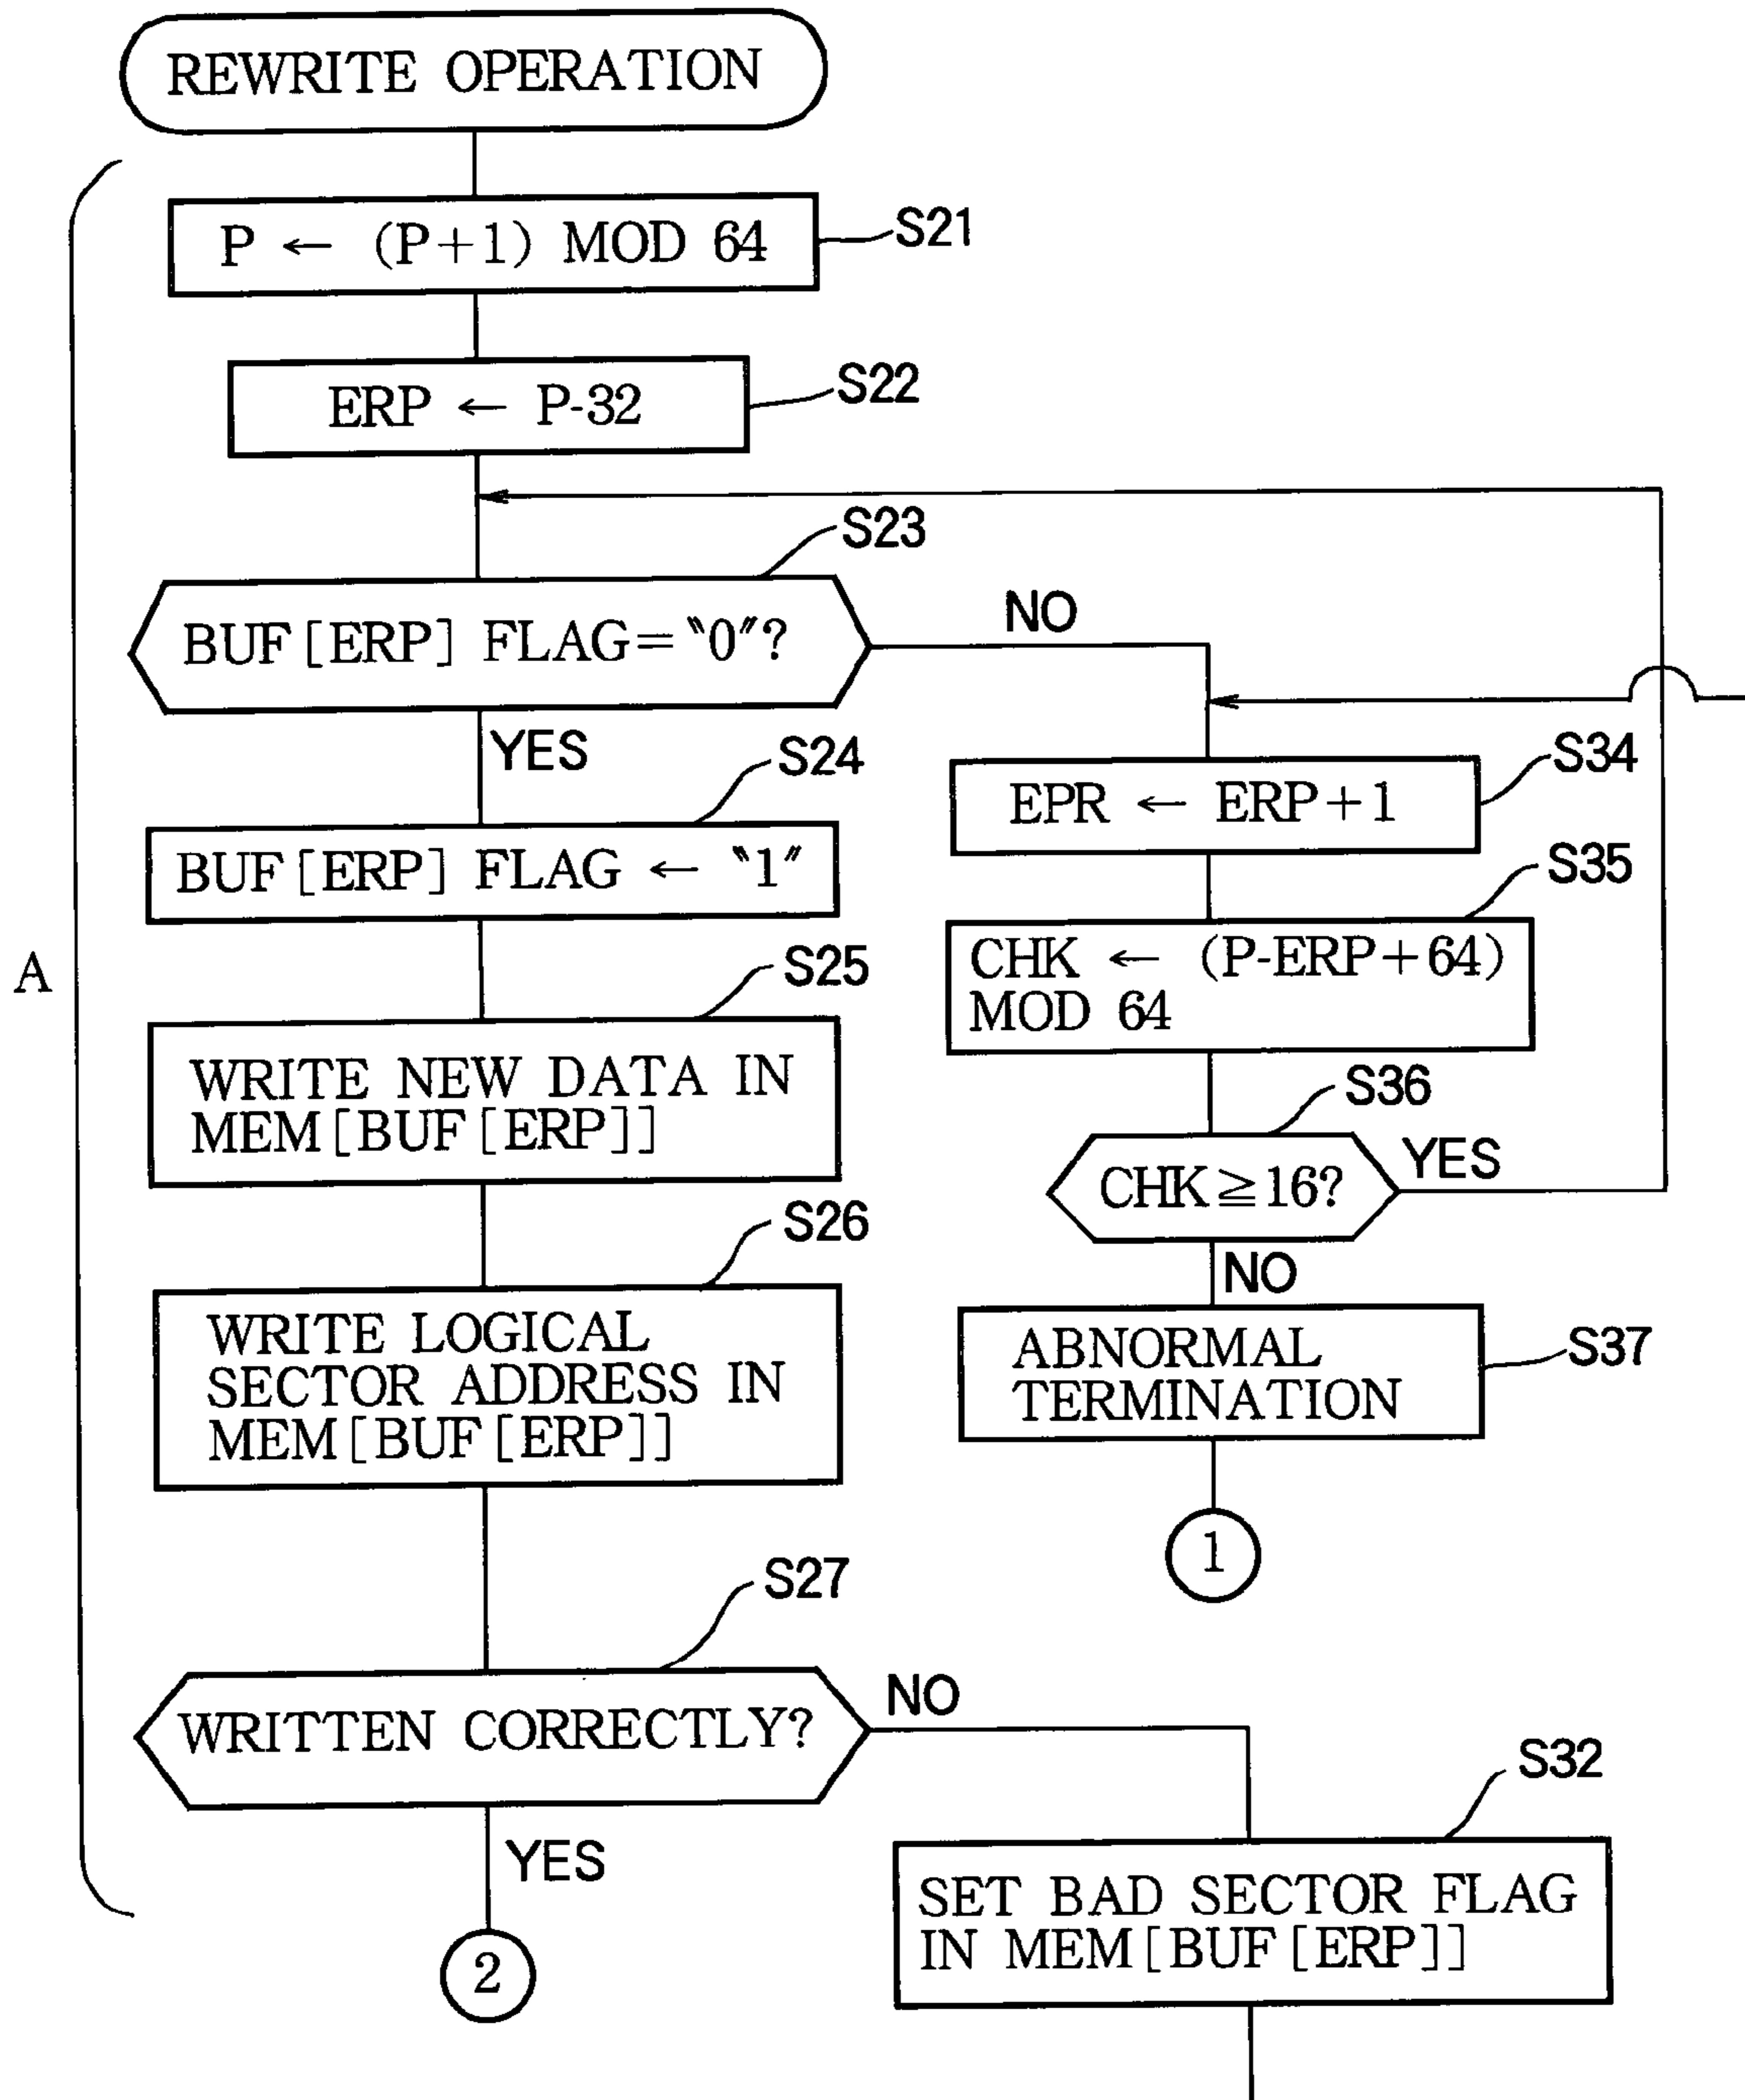 REWRITE OPERATION
P ← (P+1) MOD 64
S21
ERP ← P-32
S22
S23
BUF[ERP] FLAG=“0”?
NO
YES
S24
BUF[ERP] FLAG ← “1”
S34
EPR ← ERP+1
S35
CHK ← (P-ERP+64)
MOD 64
A
S25
WRITE NEW DATA IN
MEM[BUF[ERP]]
S36
CHK≧16?
YES
NO
S26
WRITE LOGICAL
SECTOR ADDRESS IN
MEM[BUF[ERP]]
ABNORMAL
TERMINATION
S37
1
S27
WRITTEN CORRECTLY?
NO
YES
2
S32
SET BAD SECTOR FLAG
IN MEM[BUF[ERP]]